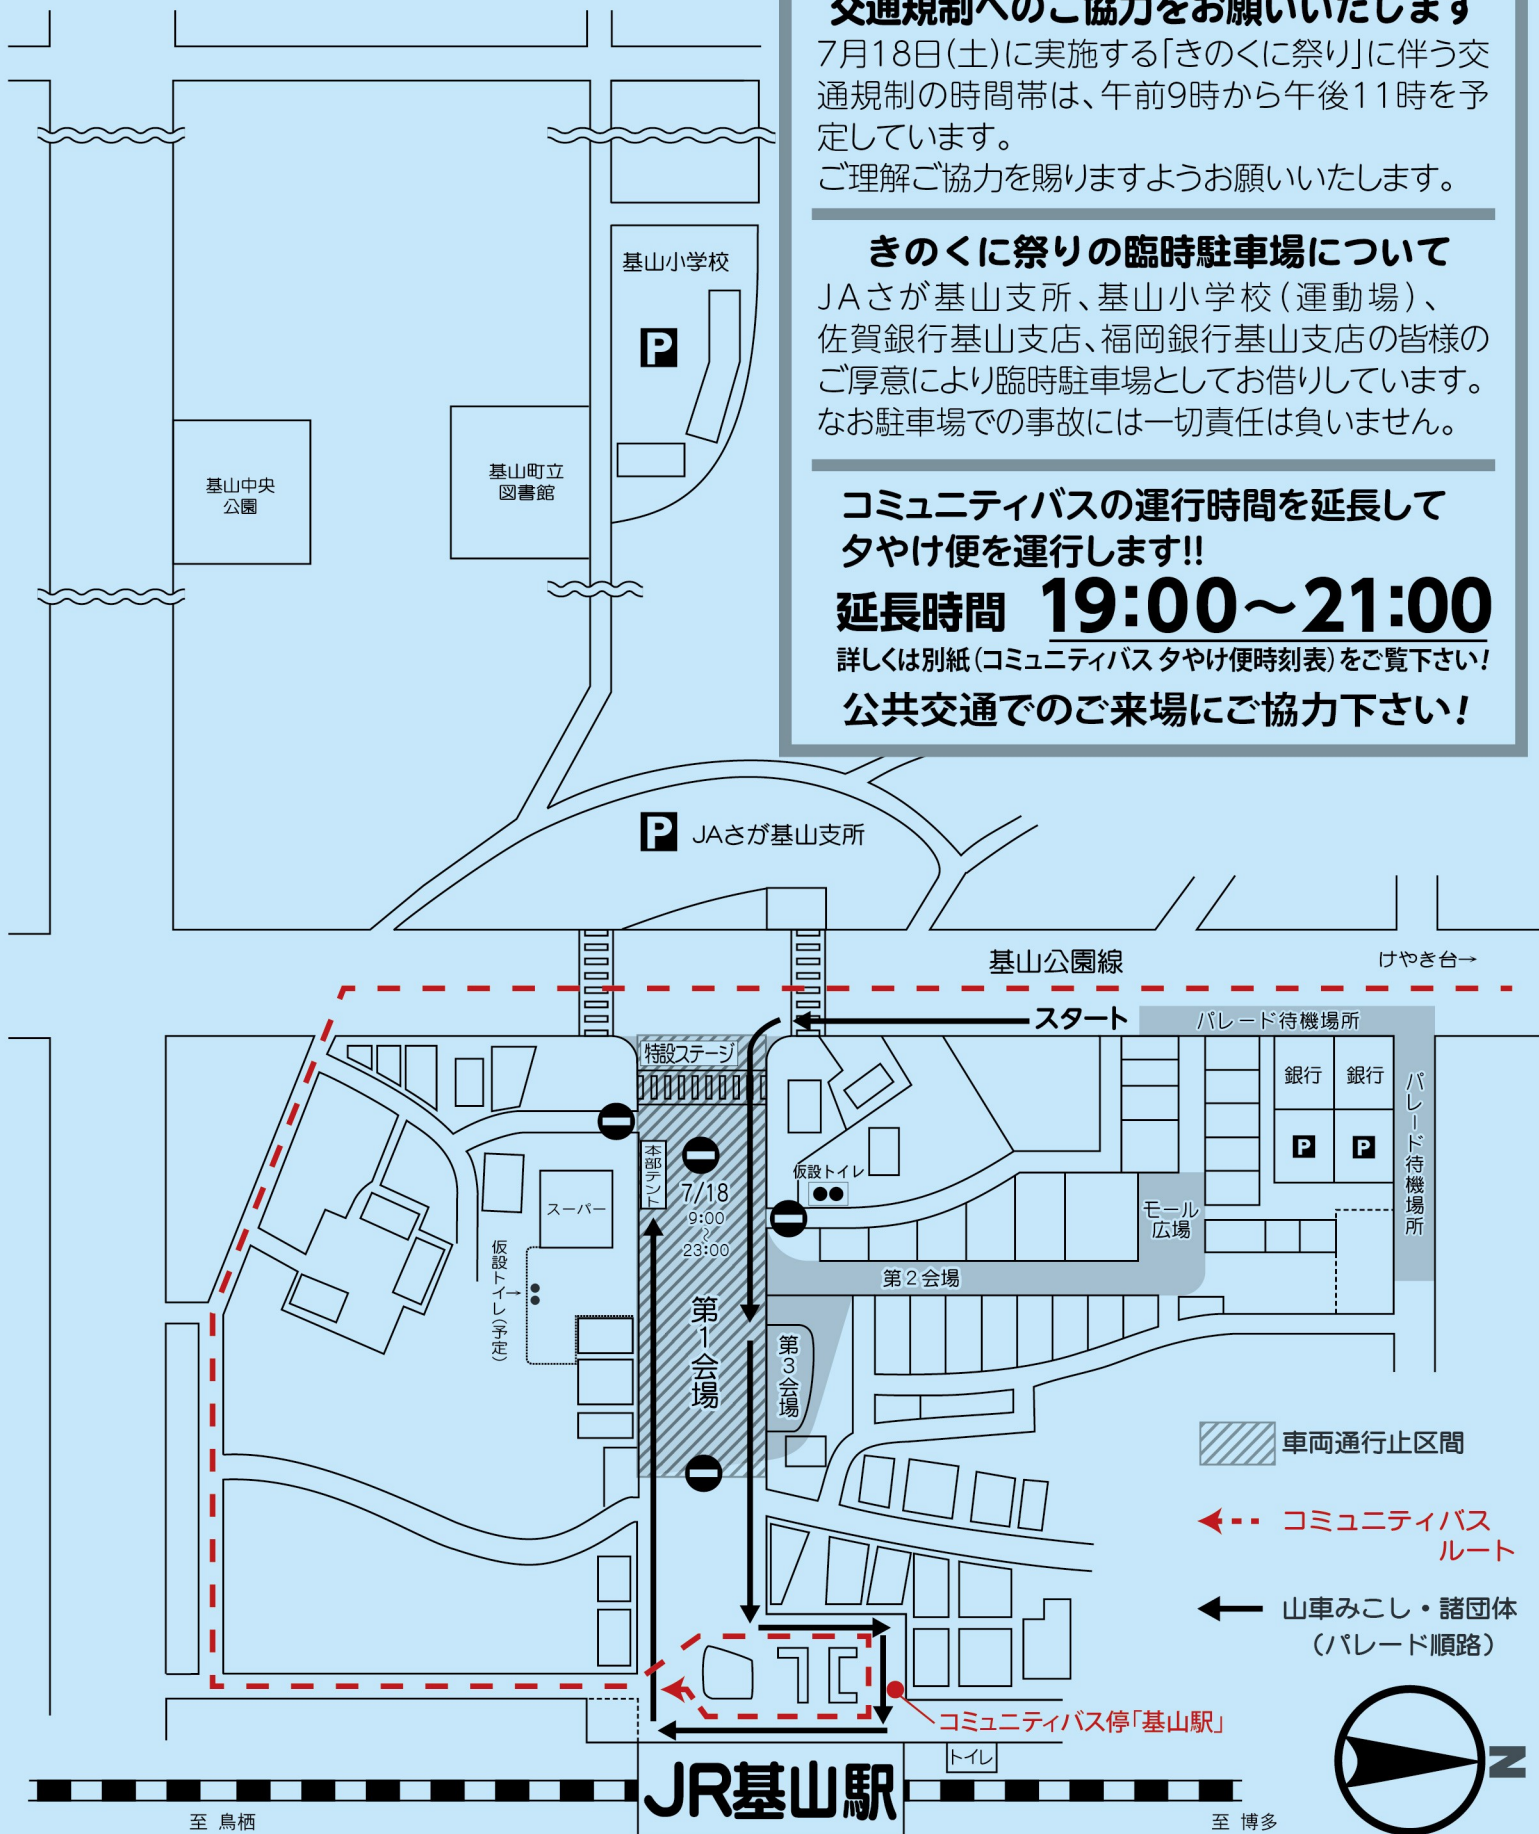 交通規制へのご協力をお願いいたします
7月18日(土)に実施する「きのくに祭り」に伴う交
通規制の時間帯は、午前9時から午後11時を予
定しています。
ご理解ご協力を賜りますようお願いいたします。
きのくに祭りの臨時駐車場について
JAさが基山支所、基山小学校(運動場)、
佐賀銀行基山支店、福岡銀行基山支店の皆様の
ご厚意により臨時駐車場としてお借りしています。
なお駐車場での事故には一切責任は負いません。
コミュニティバスの運行時間を延長して
夕やけ便を運行します!!
延長時間 19:00～21:00
詳しくは別紙(コミュニティバス 夕やけ便時刻表)をご覧下さい!
公共交通でのご来場にご協力下さい!
基山小学校
P
基山中央
公園
基山町立
図書館
P JAさが基山支所
基山公園線
けやき台→
スタート
パレード待機場所
特設ステージ
銀行
銀行
P
P
パレード待機場所
本部テント
7/18
9:00
～
23:00
仮設トイレ
スーパー
モール
広場
仮設トイレ→(予定)
第2会場
第1会場
第3会場
車両通行止区間
コミュニティバス
ルート
山車みこし・諸団体
(パレード順路)
コミュニティバス停「基山駅」
トイレ
JR基山駅
至 鳥栖
至 博多
N